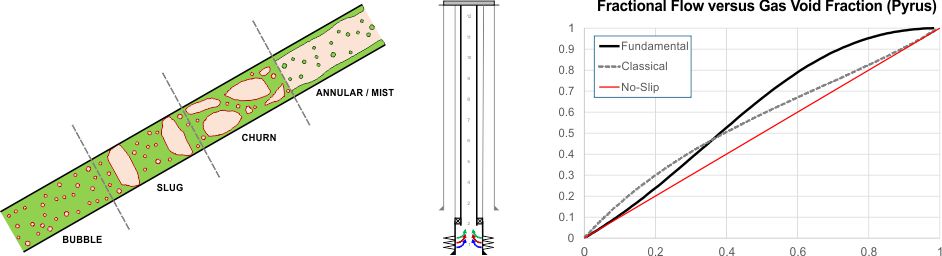 BUBBLE
SLUG
CHURN
ANNULAR / MIST
Fractional Flow versus Gas Void Fraction (Pyrus)
Fundamental
Classical
No-Slip
1
0.9
0.8
0.7
0.6
0.5
0.4
0.3
0.2
0.1
0
0
0.2
0.4
0.6
0.8
1